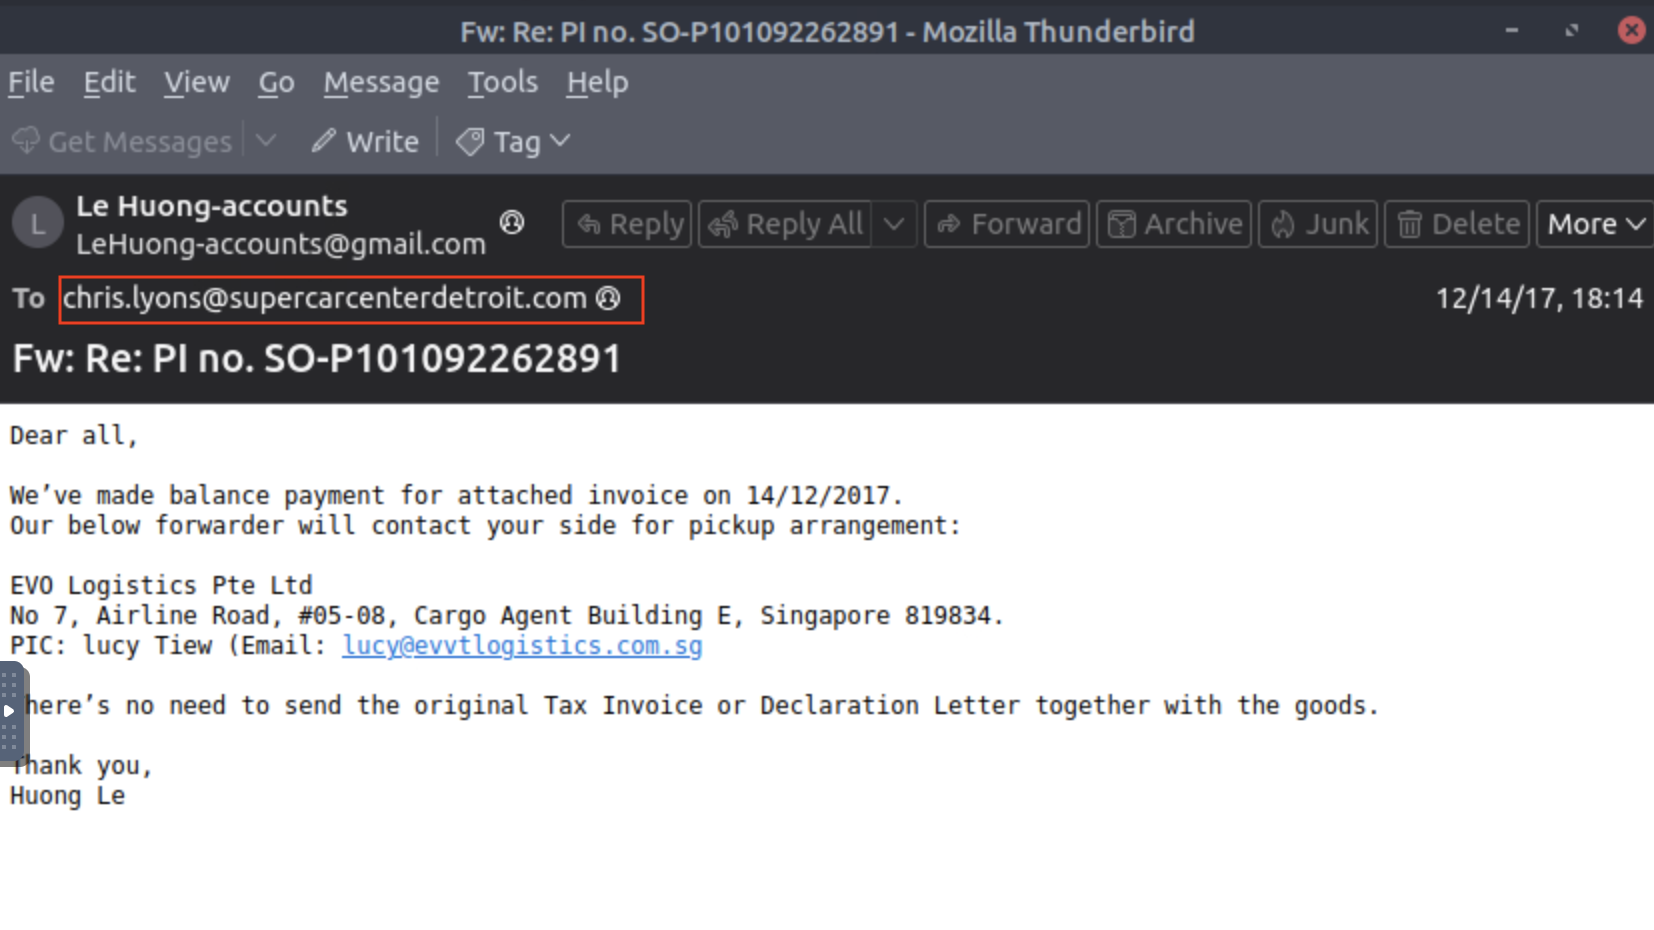 Fw: Re: PI no. SO-P101092262891 - Mozilla Thunderbird
File Edit View Go Message Tools Help
Get Messages Write Tag
L
Le Huong-accounts
LeHuong-accounts@gmail.com
Reply Reply All Forward Archive Junk Delete More
To chris.lyons@supercarcenterdetroit.com
12/14/17, 18:14
Fw: Re: PI no. SO-P101092262891
Dear all,
We’ve made balance payment for attached invoice on 14/12/2017.
Our below forwarder will contact your side for pickup arrangement:
EVO Logistics Pte Ltd
No 7, Airline Road, #05-08, Cargo Agent Building E, Singapore 819834.
PIC: lucy Tiew (Email: lucy@evvtlogistics.com.sg
here’s no need to send the original Tax Invoice or Declaration Letter together with the goods.
Thank you,
Huong Le